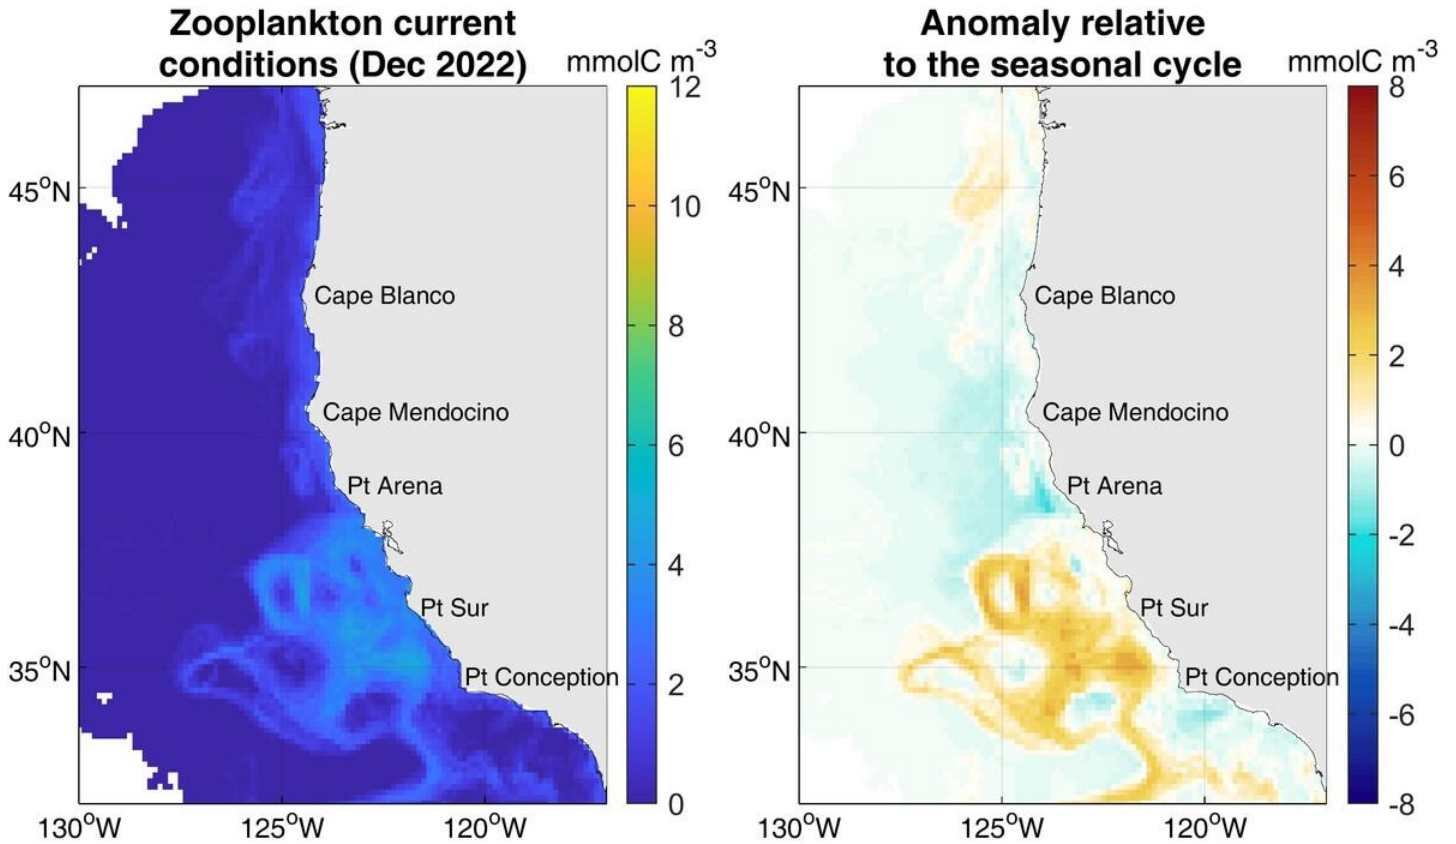 Zooplankton current
conditions (Dec 2022)
mmolC m-3
12
10
8
6
4
2
0
45oN
40oN
35oN
130oW
125oW
120oW
Cape Blanco
Cape Mendocino
Pt Arena
Pt Sur
Pt Conception
Anomaly relative
to the seasonal cycle
mmolC m-3
8
6
4
2
0
-2
-4
-6
-8
45oN
40oN
35oN
130oW
125oW
120oW
Cape Blanco
Cape Mendocino
Pt Arena
Pt Sur
Pt Conception